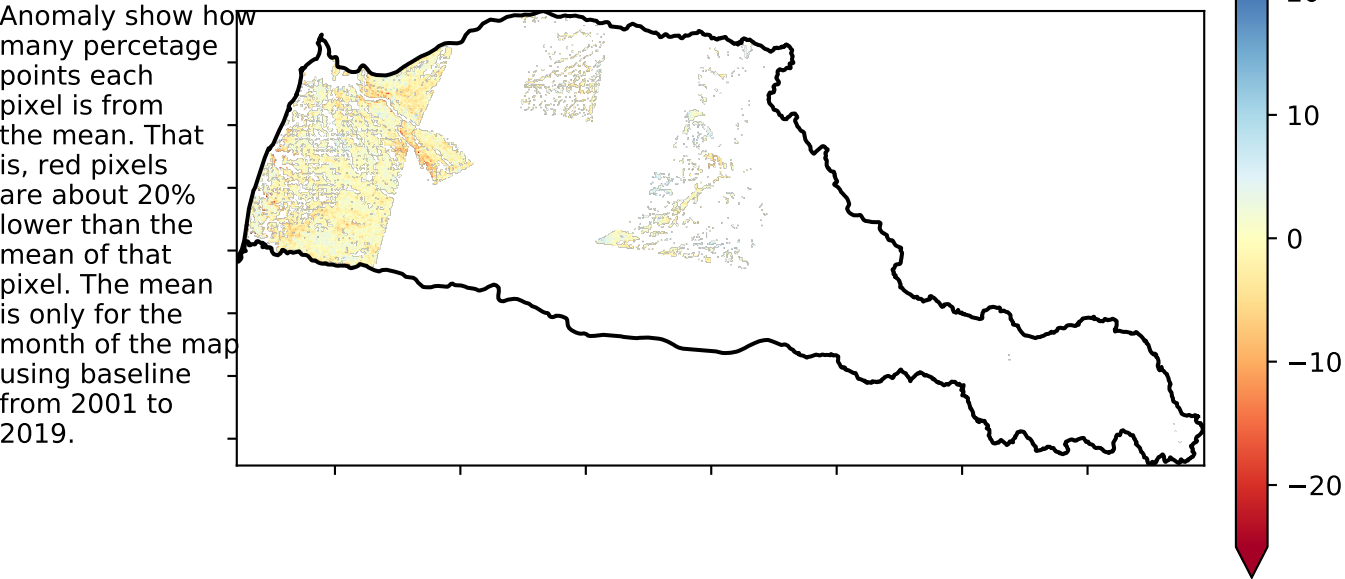 Anomaly show how
many percetage
points each
pixel is from
the mean. That
is, red pixels
are about 20%
lower than the
mean of that
pixel. The mean
is only for the
month of the map
using baseline
from 2001 to
2019.
10
0
−10
−20